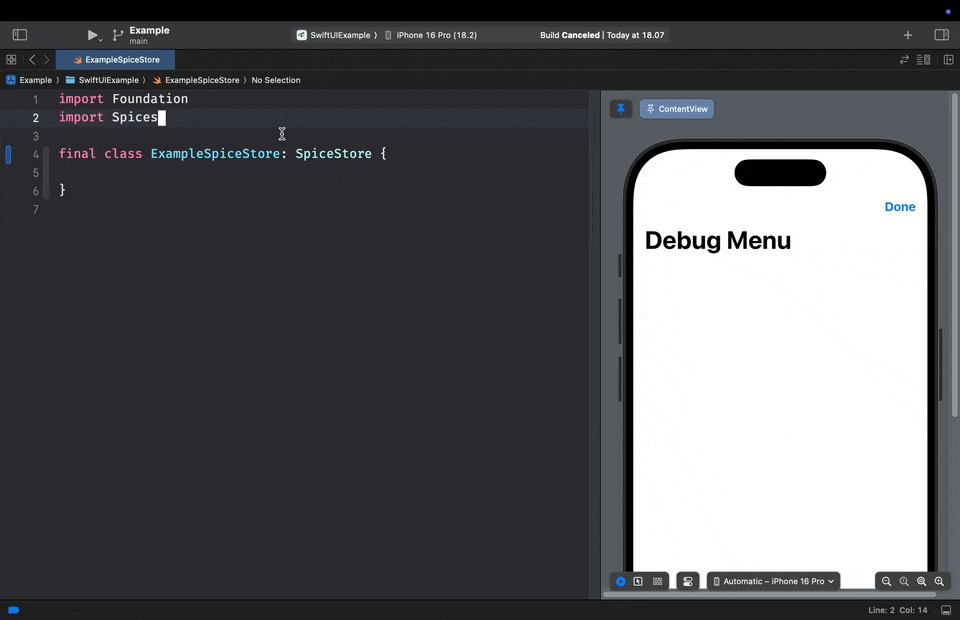 Example
main
SwiftUIExample ⟩ iPhone 16 Pro (18.2)
Build Canceled | Today at 18.07
ExampleSpiceStore
Example ⟩ SwiftUIExample ⟩ ExampleSpiceStore ⟩ No Selection
1 import Foundation
2 import Spices
3
4 final class ExampleSpiceStore: SpiceStore {
5
6 }
7
ContentView
Done
Debug Menu
Automatic – iPhone 16 Pro
Line: 2 Col: 14